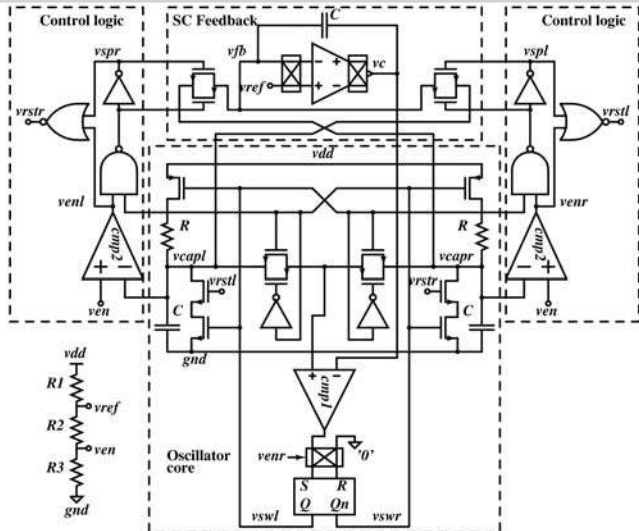 Control logic
SC Feedback
C
Control logic
vspr
vfb
vc
vspl
vref
vrstr
vrstl
vdd
venl
venr
R
R
vcapl
vcapr
cmp2
cmp2
+ −
− +
vrstl
vrstr
C
C
ven
ven
gnd
vdd
R1
vref
R2
ven
R3
gnd
+ −
cmp1
Oscillator
core
venr
'0'
S R
Q Qn
vswl
vswr
− +
+ −